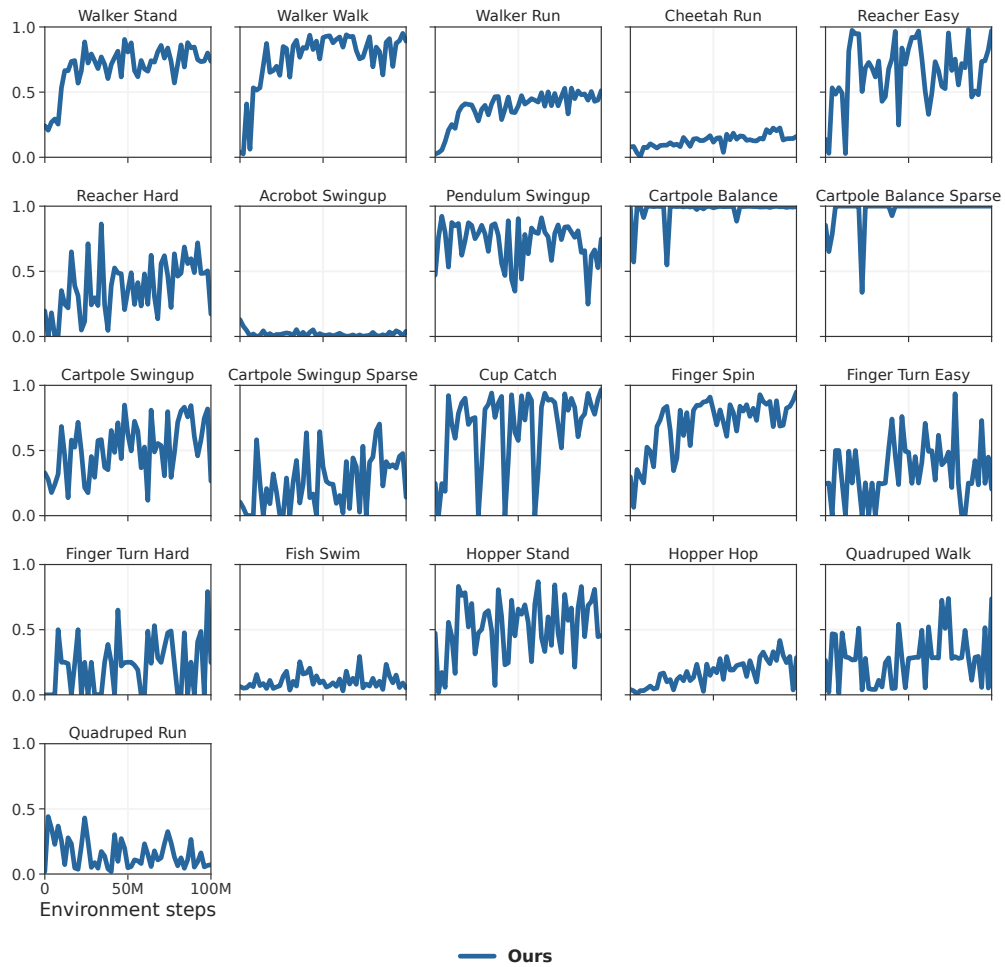 Walker Stand Walker Walk Walker Run Cheetah Run Reacher Easy
1.0
0.5
0.0
Reacher Hard Acrobot Swingup Pendulum Swingup Cartpole Balance Cartpole Balance Sparse
1.0
0.5
0.0
Cartpole Swingup Cartpole Swingup Sparse Cup Catch Finger Spin Finger Turn Easy
1.0
0.5
0.0
Finger Turn Hard Fish Swim Hopper Stand Hopper Hop Quadruped Walk
1.0
0.5
0.0
Quadruped Run
1.0
0.5
0.0
0 50M 100M
Environment steps
Ours